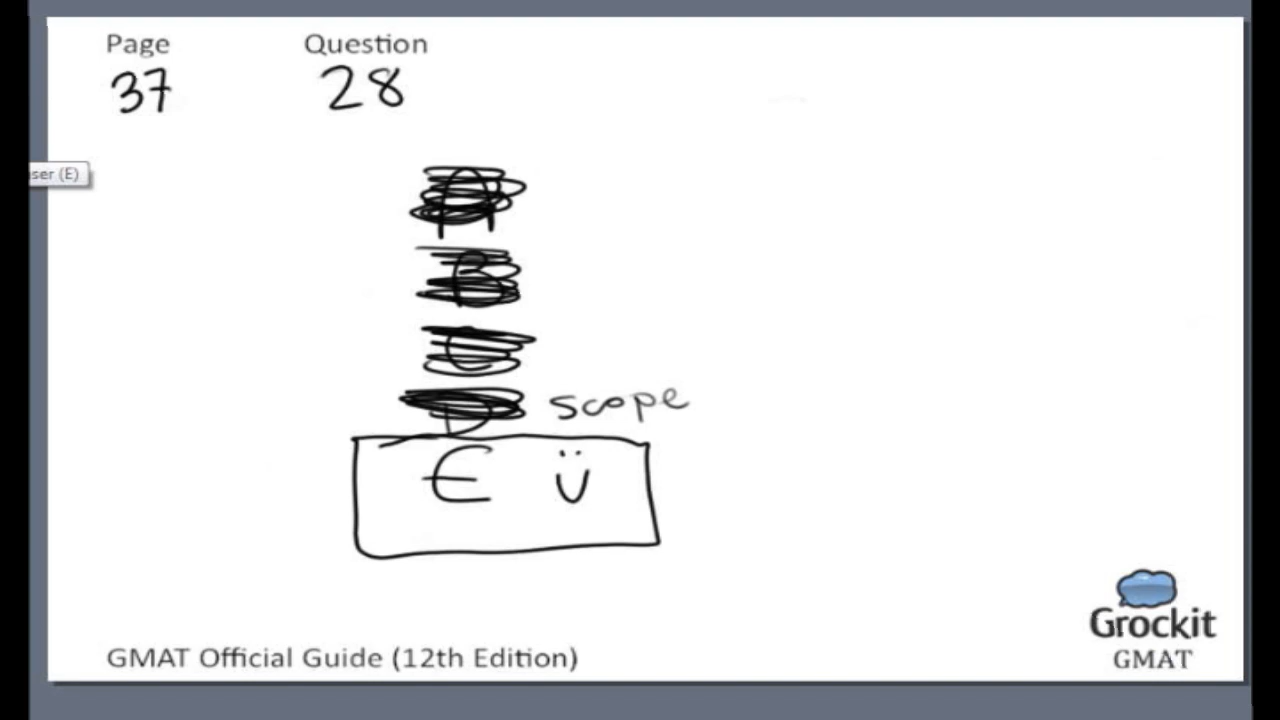 Page Question
37 28
ser (E)
A
B
C
D scope
E Ü
Grockit
GMAT
GMAT Official Guide (12th Edition)